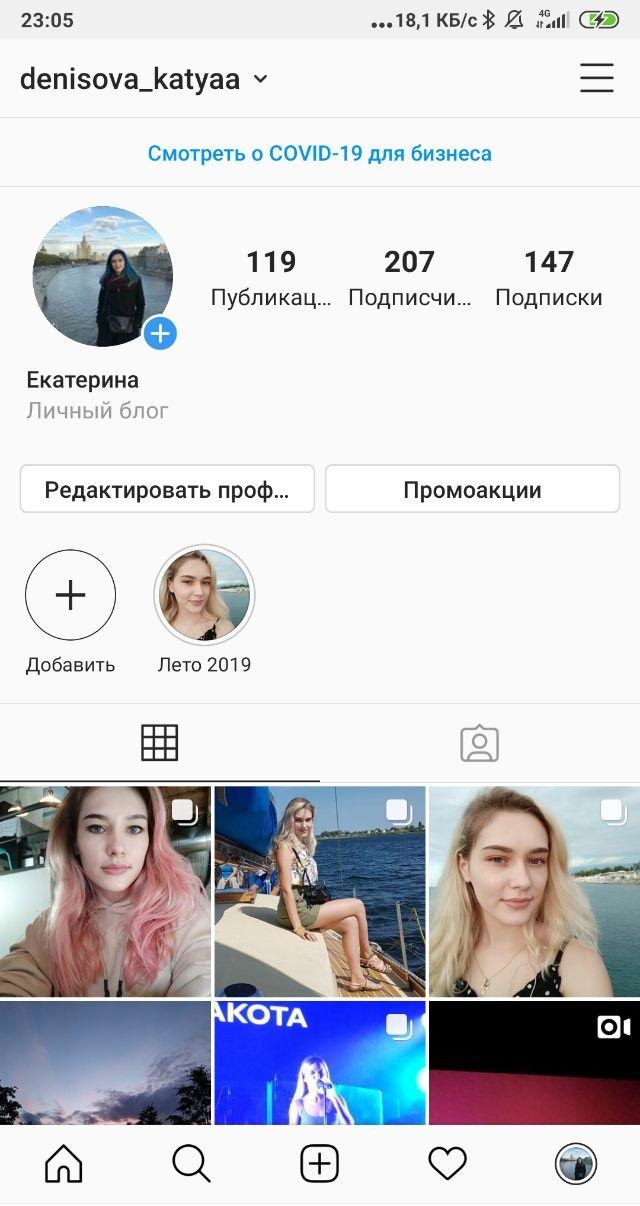 23:05
...18,1 КБ/с
4G
denisova_katyaa
Смотреть о COVID-19 для бизнеса
119
207
147
Публикац...
Подписчи...
Подписки
Екатерина
Личный блог
Редактировать проф...
Промоакции
Добавить
Лето 2019
АКОТА